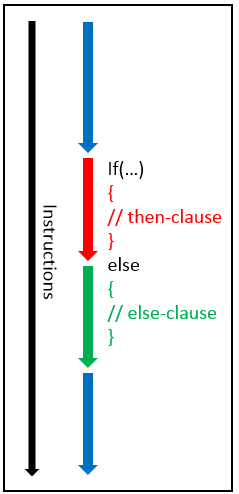 Instructions
If(...)
{
// then-clause
}
else
{
// else-clause
}